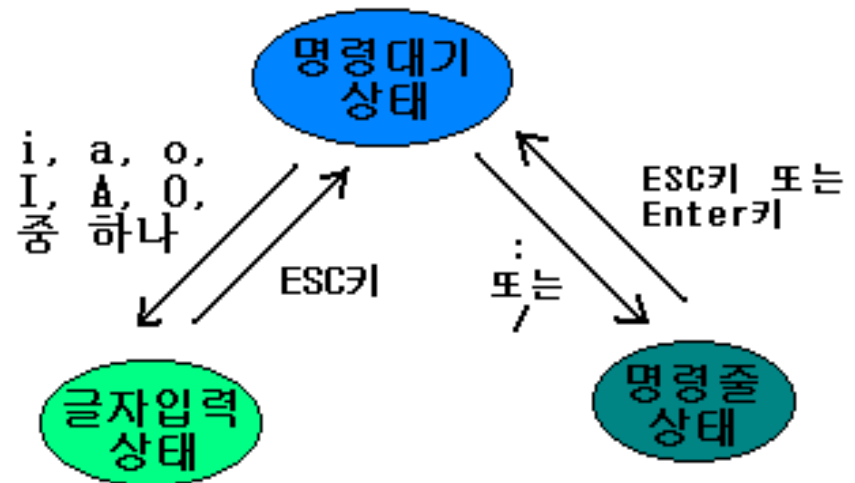 명령대기
상태
i, a, o,
I, A, O,
중 하나
ESC키
:
또는
/
ESC키 또는
Enter키
글자입력
상태
명령줄
상태